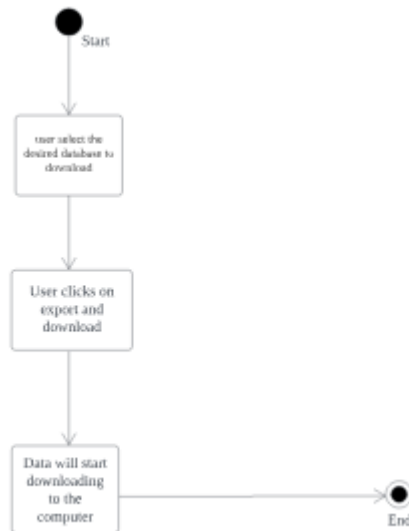 Start
user select the
desired database to
download
User clicks on
export and
download
Data will start
downloading
to the
computer
End